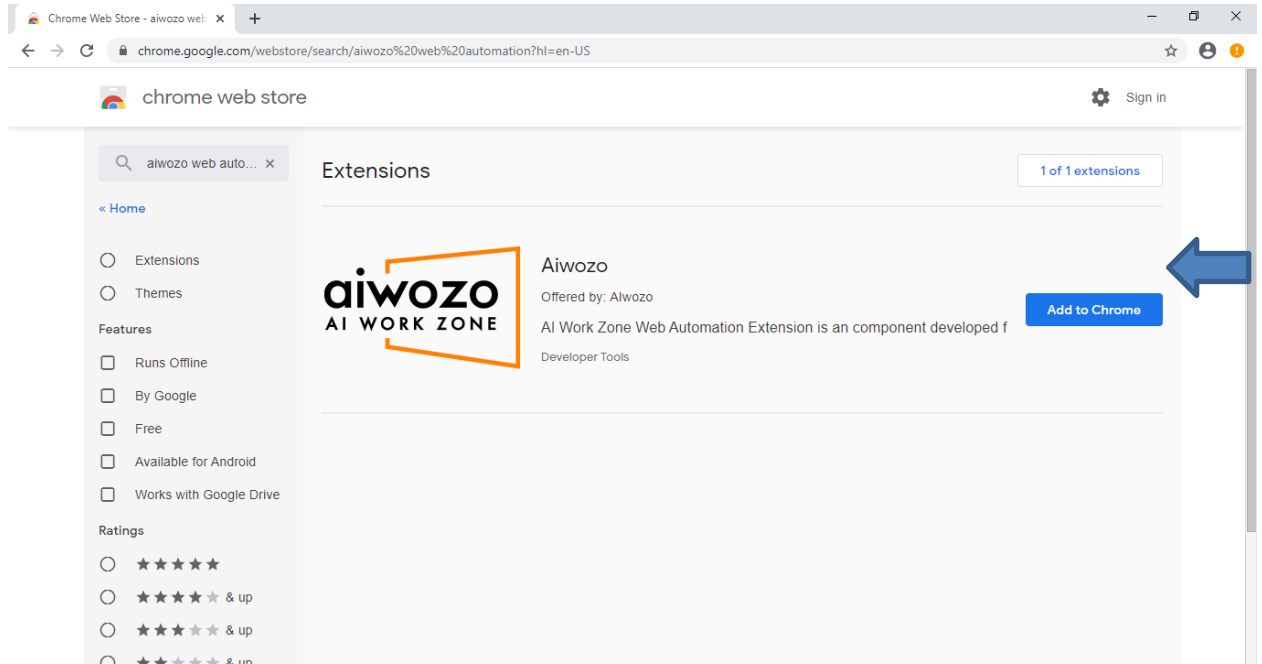 Chrome Web Store - aiwozo web
chrome.google.com/webstore/search/aiwozo%20web%20automation?hl=en-US
chrome web store
Sign in
aiwozo web auto...
Extensions
1 of 1 extensions
« Home
Extensions
Themes
Features
Runs Offline
By Google
Free
Available for Android
Works with Google Drive
Ratings
& up
& up
& up
aiwozo
AI WORK ZONE
Aiwozo
Offered by: AIwozo
AI Work Zone Web Automation Extension is an component developed f
Developer Tools
Add to Chrome